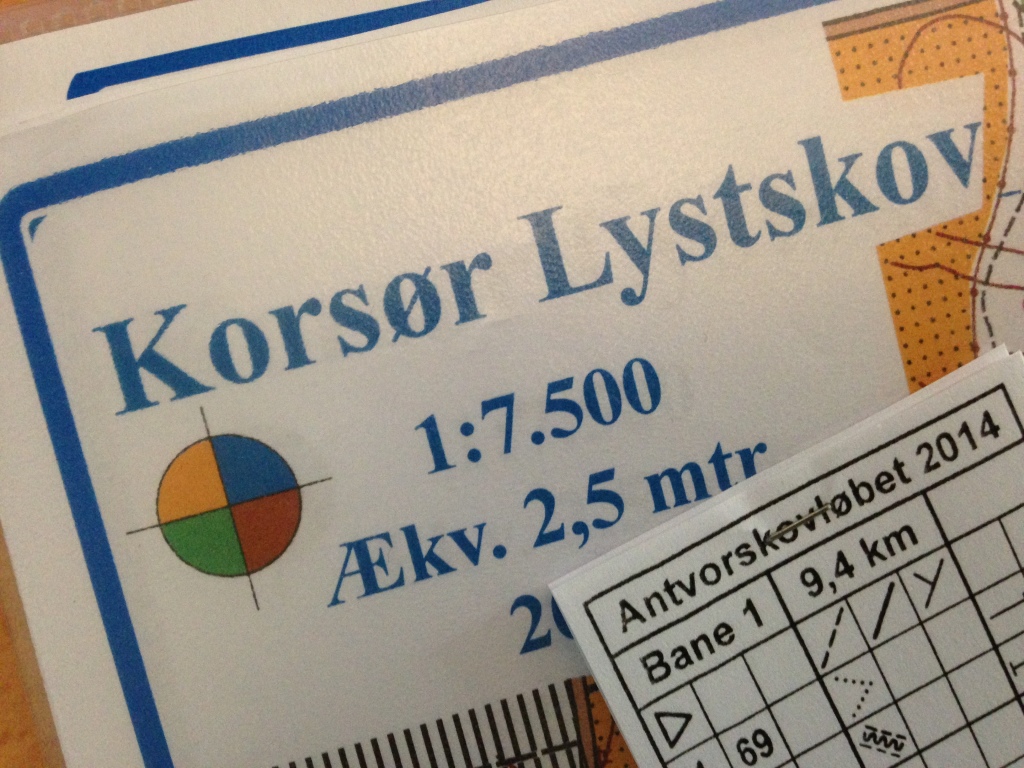 Korsør Lystskov
1:7.500
Ækv. 2,5 mtr
Antvorskovløbet 2014
Bane 1 9,4 km
69